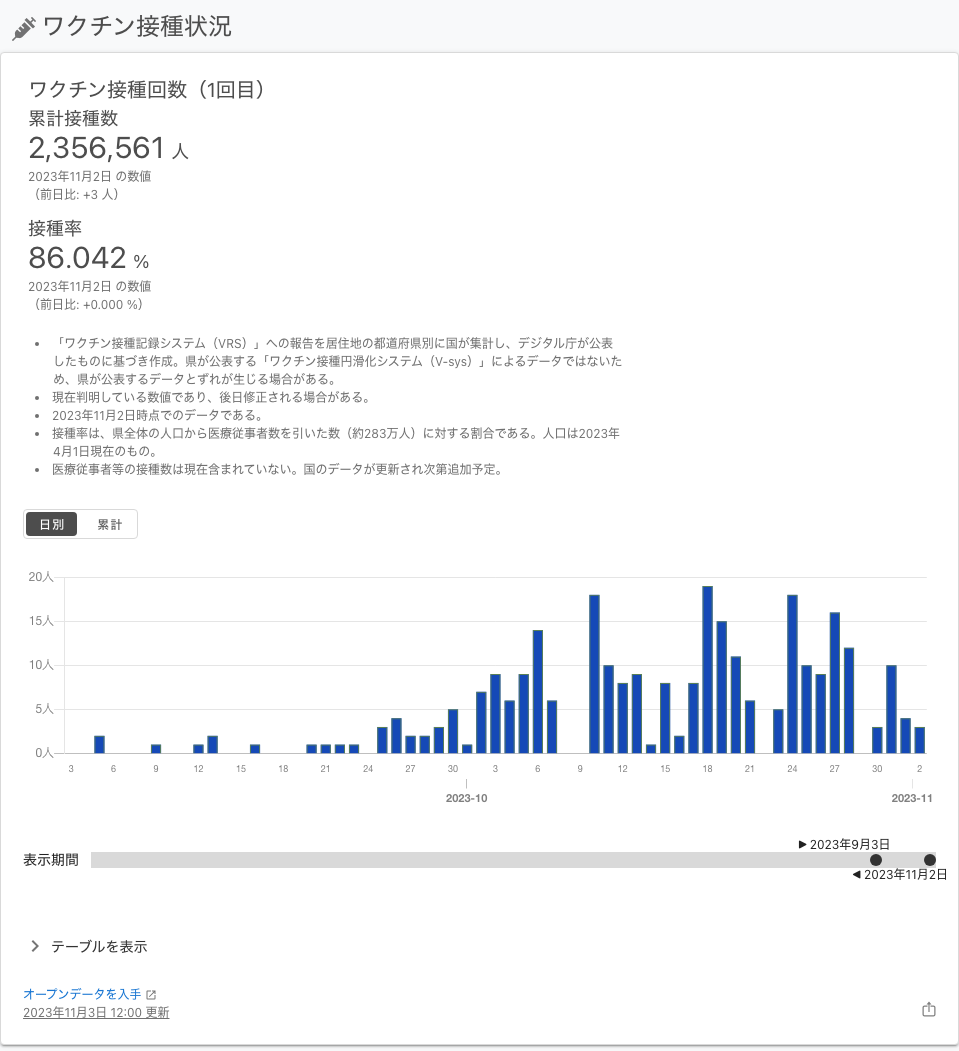 ワクチン接種状況
ワクチン接種回数（1回目）
累計接種数
2,356,561 人
2023年11月2日 の数値
（前日比: +3 人）
接種率
86.042 %
2023年11月2日 の数値
（前日比: +0.000 %）
• 「ワクチン接種記録システム（VRS）」への報告を居住地の都道府県別に国が集計し、デジタル庁が公表
したものに基づき作成。県が公表する「ワクチン接種円滑化システム（V-sys）」によるデータではないた
め、県が公表するデータとずれが生じる場合がある。
• 現在判明している数値であり、後日修正される場合がある。
• 2023年11月2日時点でのデータである。
• 接種率は、県全体の人口から医療従事者数を引いた数（約283万人）に対する割合である。人口は2023年
4月1日現在のもの。
• 医療従事者等の接種数は現在含まれていない。国のデータが更新され次第追加予定。
日別 累計
20人
15人
10人
5人
0人
3 6 9 12 15 18 21 24 27 30 3 6 9 12 15 18 21 24 27 30 2
2023-10 2023-11
▶ 2023年9月3日
表示期間
◀ 2023年11月2日
テーブルを表示
オープンデータを入手
2023年11月3日 12:00 更新